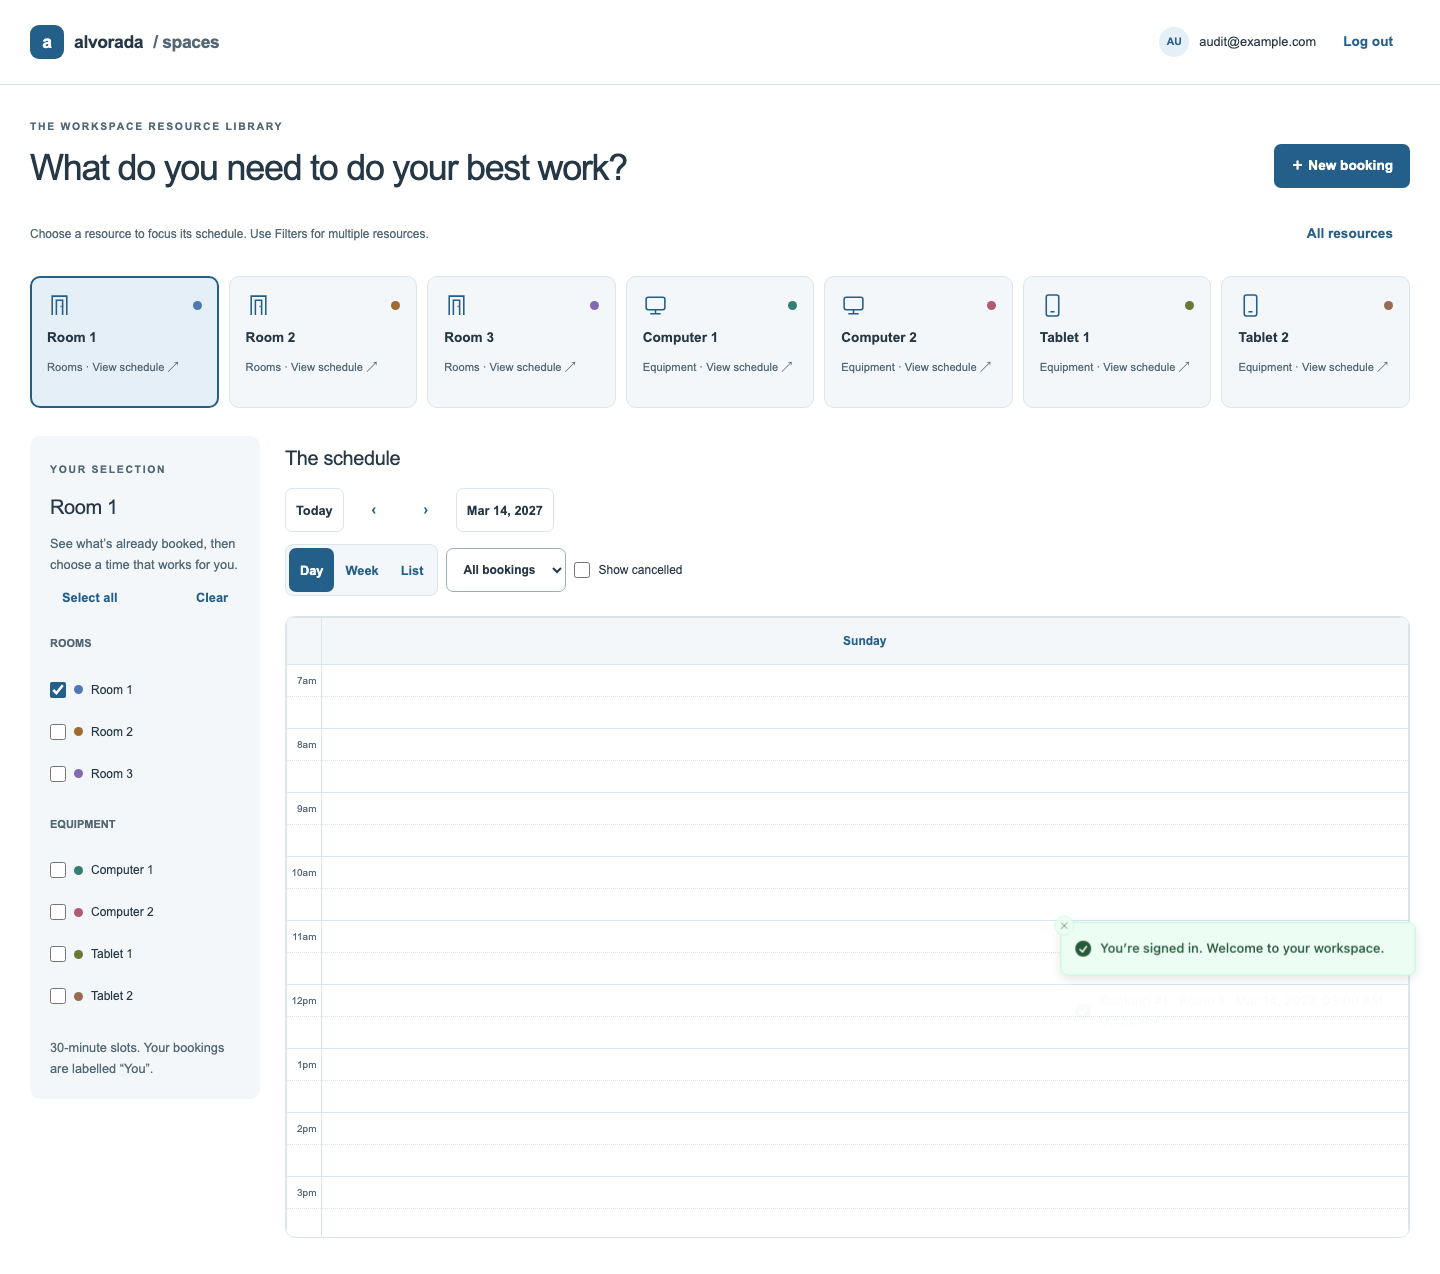 a alvorada / spaces
AU audit@example.com Log out
THE WORKSPACE RESOURCE LIBRARY
What do you need to do your best work?
+ New booking
Choose a resource to focus its schedule. Use Filters for multiple resources.
All resources
Room 1
Rooms · View schedule ↗
Room 2
Rooms · View schedule ↗
Room 3
Rooms · View schedule ↗
Computer 1
Equipment · View schedule ↗
Computer 2
Equipment · View schedule ↗
Tablet 1
Equipment · View schedule ↗
Tablet 2
Equipment · View schedule ↗
YOUR SELECTION
Room 1
See what’s already booked, then
choose a time that works for you.
Select all Clear
ROOMS
Room 1
Room 2
Room 3
EQUIPMENT
Computer 1
Computer 2
Tablet 1
Tablet 2
30-minute slots. Your bookings
are labelled “You”.
The schedule
Today ‹ › Mar 14, 2027
Day Week List All bookings Show cancelled
Sunday
7am
8am
9am
10am
11am
You’re signed in. Welcome to your workspace.
12pm
1pm
2pm
3pm